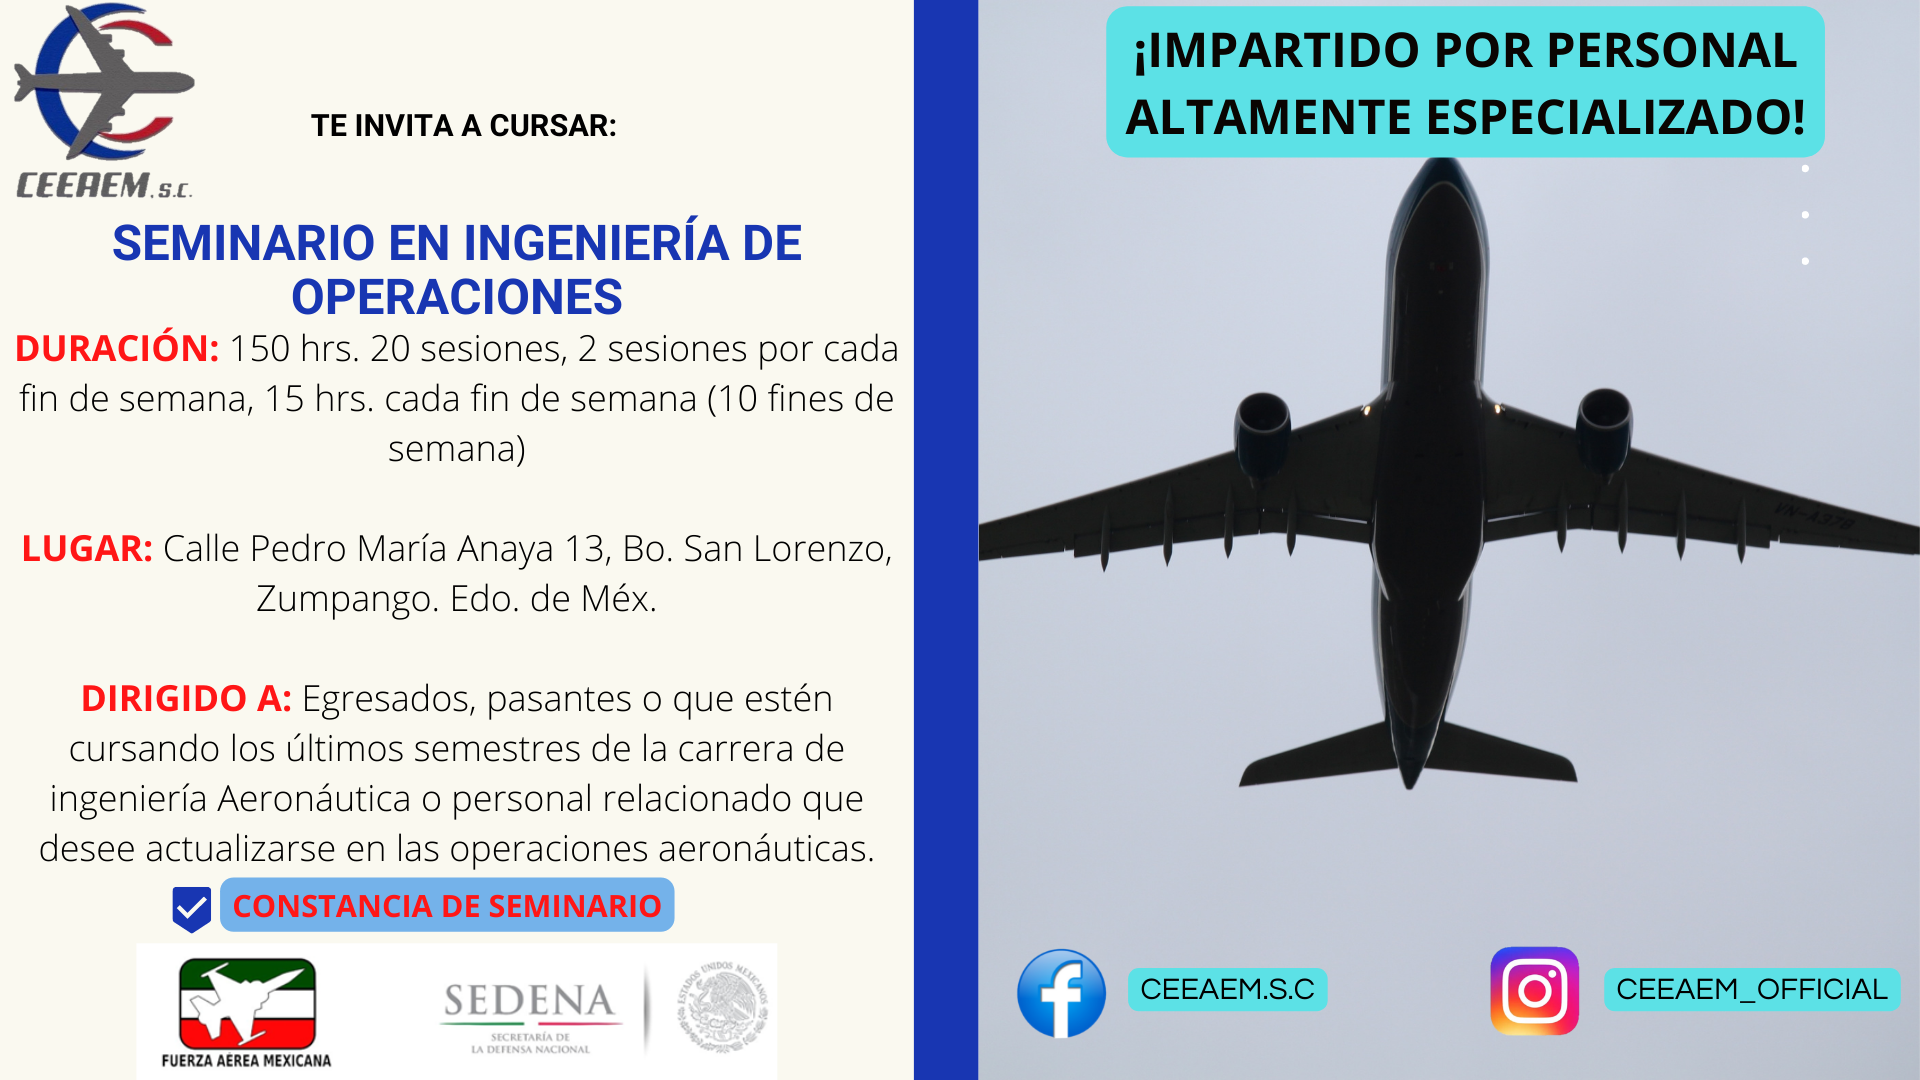 CEEAEM, S.C.
TE INVITA A CURSAR:
SEMINARIO EN INGENIERÍA DE
OPERACIONES
DURACIÓN: 150 hrs. 20 sesiones, 2 sesiones por cada
fin de semana, 15 hrs. cada fin de semana (10 fines de
semana)
LUGAR: Calle Pedro María Anaya 13, Bo. San Lorenzo,
Zumpango. Edo. de Méx.
DIRIGIDO A: Egresados, pasantes o que estén
cursando los últimos semestres de la carrera de
ingeniería Aeronáutica o personal relacionado que
desee actualizarse en las operaciones aeronáuticas.
CONSTANCIA DE SEMINARIO
FUERZA AÉREA MEXICANA
SEDENA
SECRETARÍA DE
LA DEFENSA NACIONAL
ESTADOS UNIDOS MEXICANOS
¡IMPARTIDO POR PERSONAL
ALTAMENTE ESPECIALIZADO!
VN-A379
CEEAEM.S.C
CEEAEM_OFFICIAL